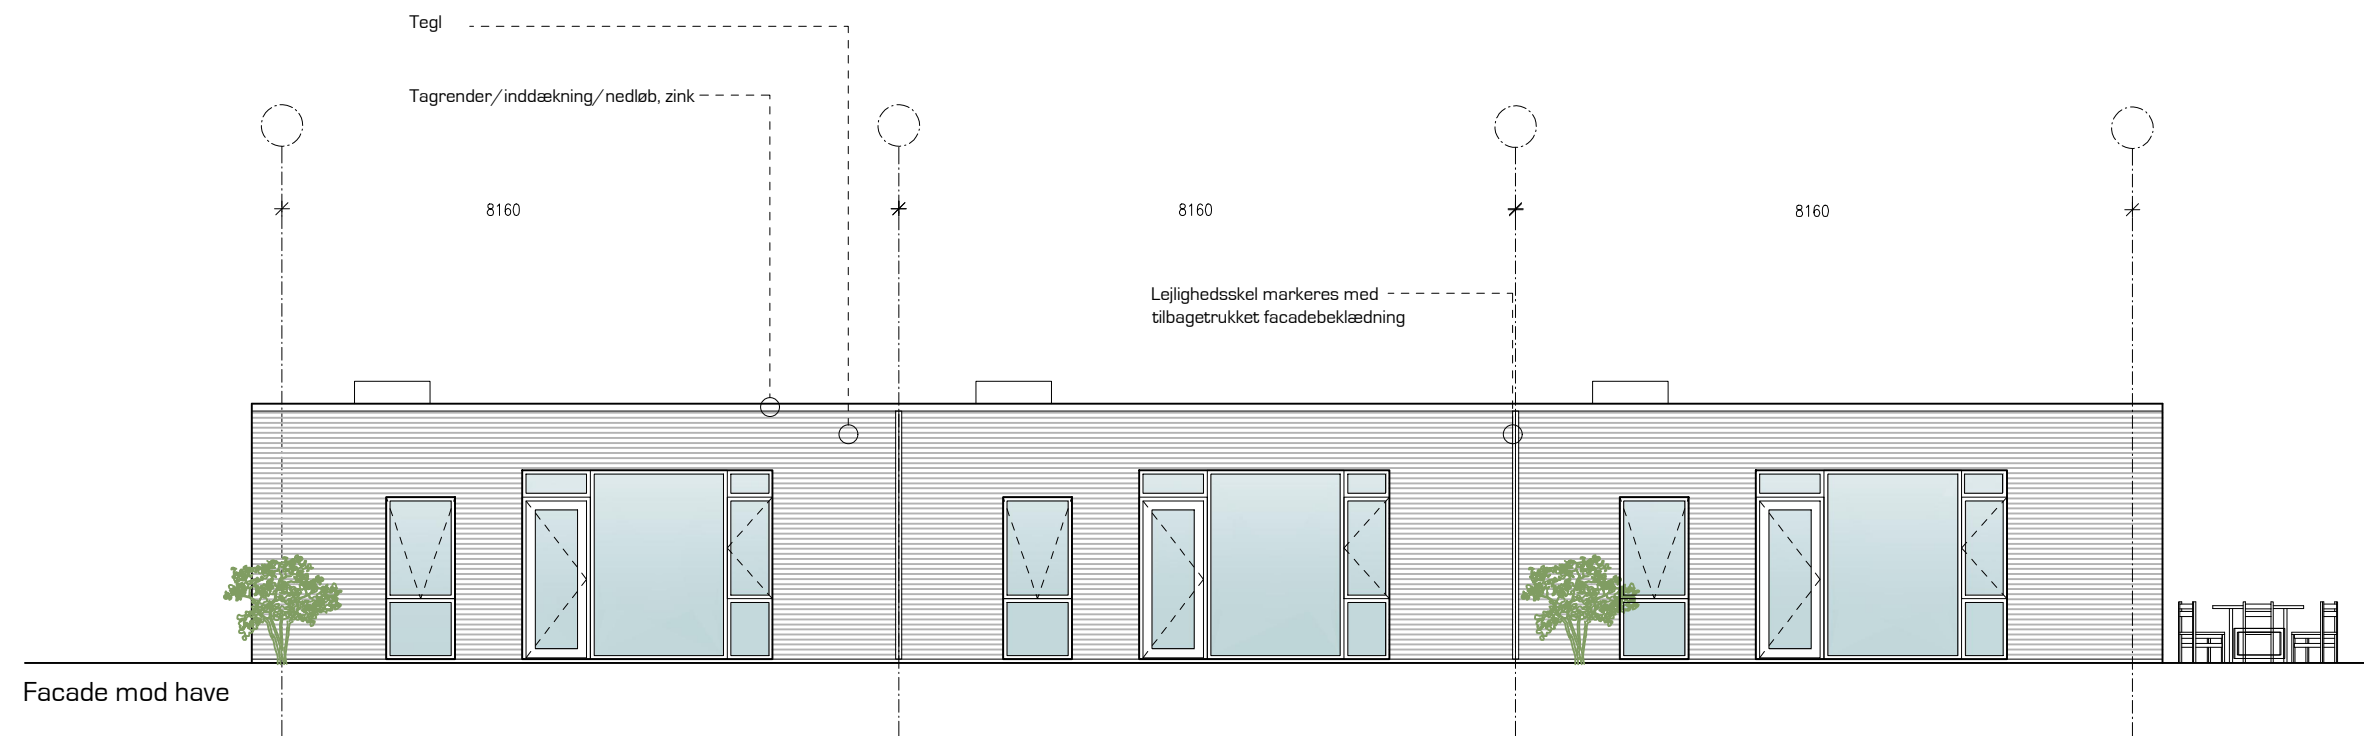 Tegl
Tagrender/inddækning/nedløb, zink
8160
8160
8160
Lejlighedsskel markeres med
tilbagetrukket facadebeklædning
Facade mod have